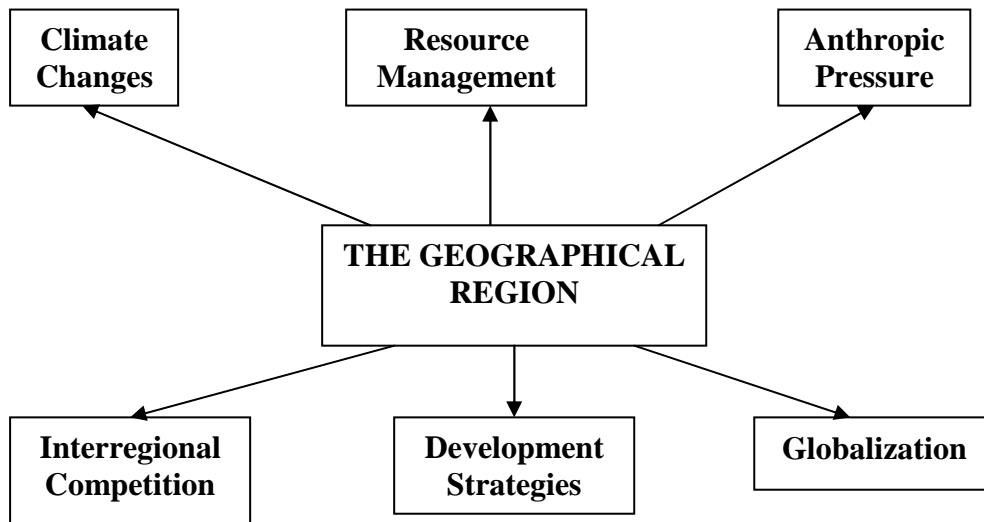 Climate
Changes
Resource
Management
Anthropic
Pressure
THE GEOGRAPHICAL
REGION
Interregional
Competition
Development
Strategies
Globalization